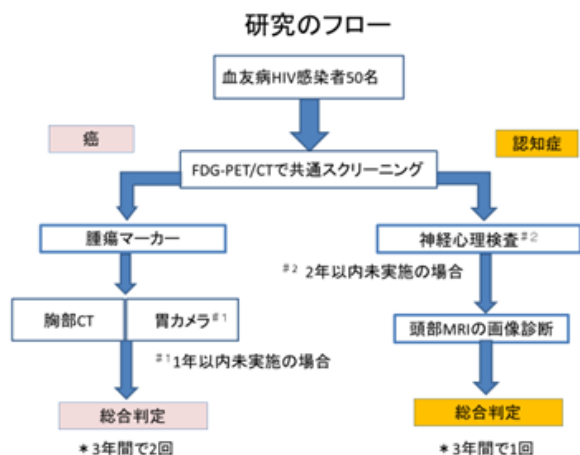 研究のフロー
血友病HIV感染者50名
癌
認知症
FDG-PET/CTで共通スクリーニング
腫瘍マーカー
神経心理検査#2
#2 2年以内未実施の場合
胸部CT
胃カメラ#1
頭部MRIの画像診断
#1 1年以内未実施の場合
総合判定
総合判定
*3年間で2回
*3年間で1回